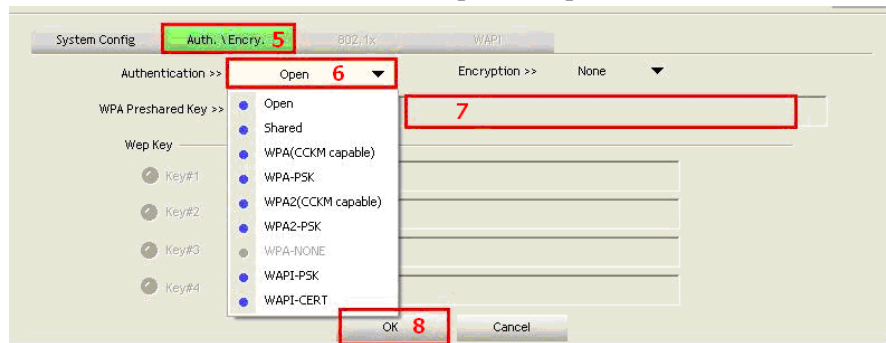 System Config Auth. \ Encry. 5 802.1x WAPI
Authentication >> Open 6 Encryption >> None
WPA Preshared Key >> 7
Open
Shared
WPA(CCKM capable)
WPA-PSK
WPA2(CCKM capable)
WPA2-PSK
WPA-NONE
WAPI-PSK
WAPI-CERT
Wep Key
Key#1
Key#2
Key#3
Key#4
OK 8 Cancel